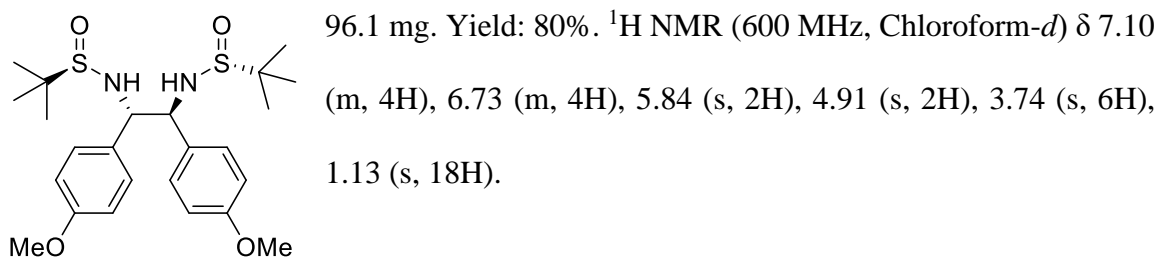 96.1 mg. Yield: 80%. ¹H NMR (600 MHz, Chloroform-d) δ 7.10
(m, 4H), 6.73 (m, 4H), 5.84 (s, 2H), 4.91 (s, 2H), 3.74 (s, 6H),
1.13 (s, 18H).
O O
S NH HN S
MeO OMe